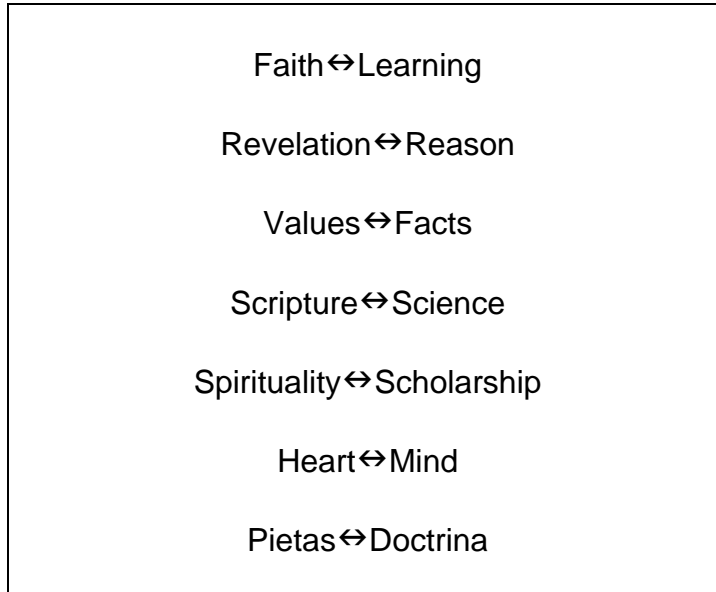 Faith↔Learning
Revelation↔Reason
Values↔Facts
Scripture↔Science
Spirituality↔Scholarship
Heart↔Mind
Pietas↔Doctrina